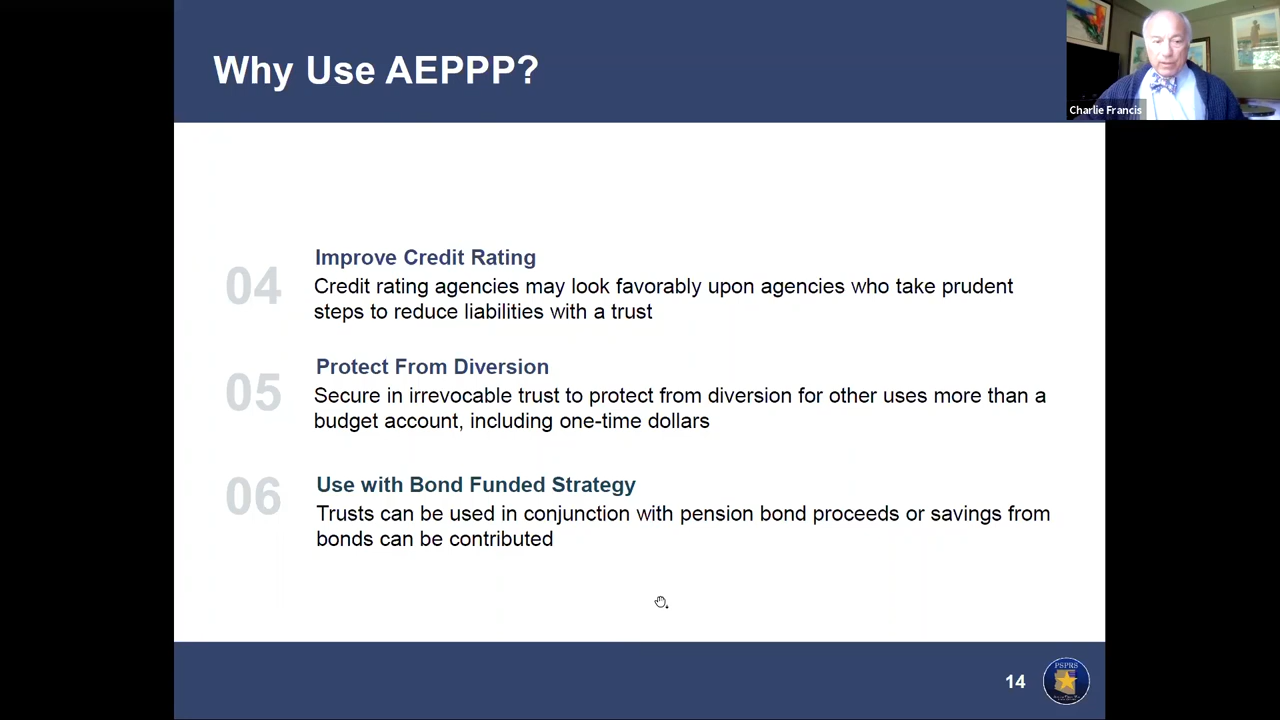 Why Use AEPPP?
Charlie Francis
04
Improve Credit Rating
Credit rating agencies may look favorably upon agencies who take prudent
steps to reduce liabilities with a trust
05
Protect From Diversion
Secure in irrevocable trust to protect from diversion for other uses more than a
budget account, including one-time dollars
06
Use with Bond Funded Strategy
Trusts can be used in conjunction with pension bond proceeds or savings from
bonds can be contributed
14
PSPRS